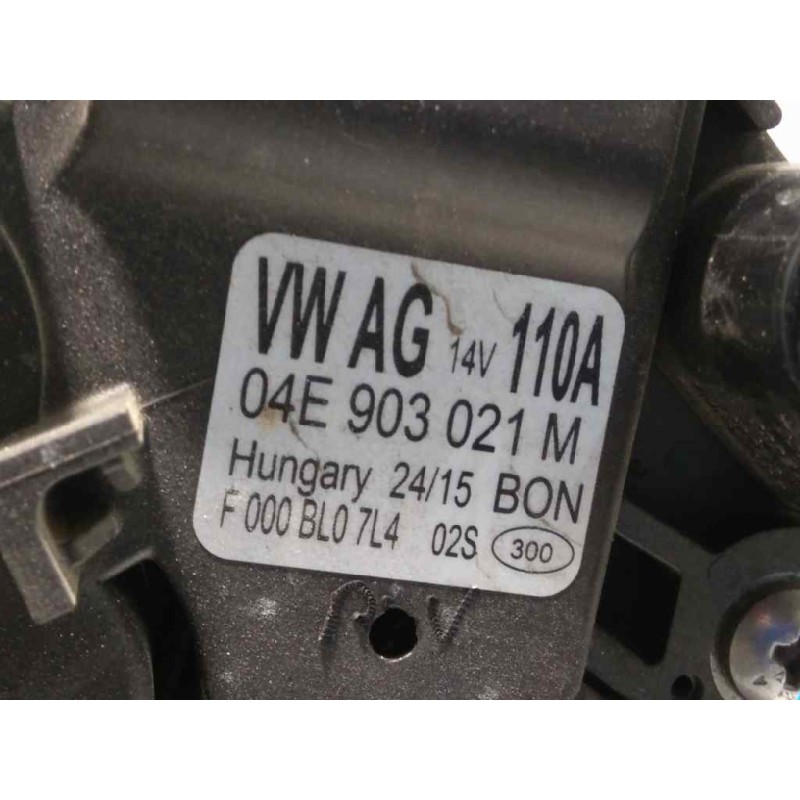 VW AG 14V 110A
04E 903 021 M
Hungary 24/15 BON
F 000 BL0 7L4 02S 300